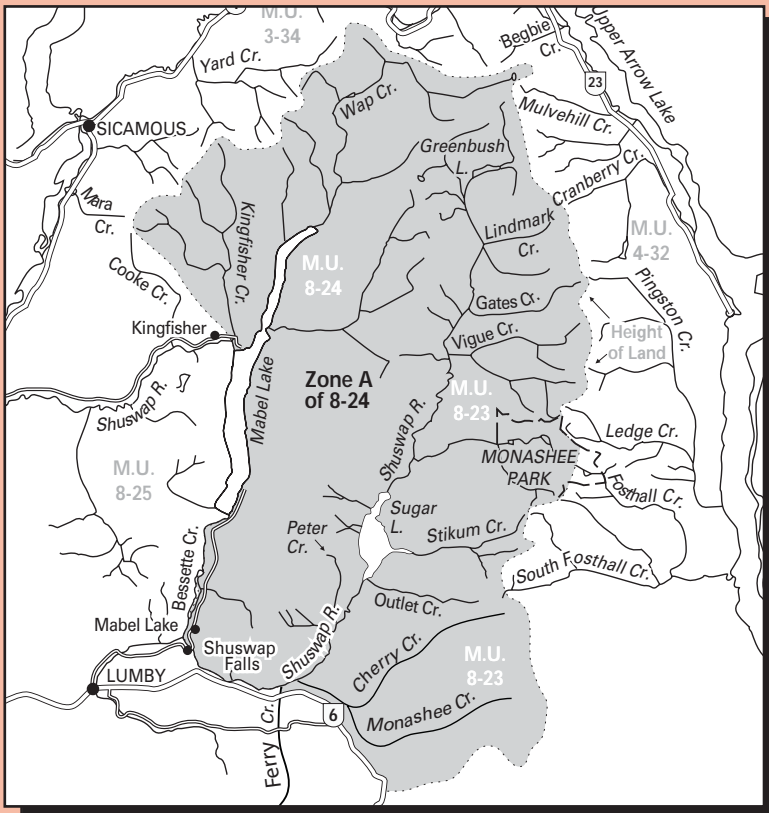 M.U.
3-34
Begbie
Cr.
Upper Arrow Lake
Yard Cr.
23
Wap Cr.
Mulvehill Cr.
SICAMOUS
Greenbush
L.
Cranberry Cr.
Mara
Cr.
Kingfisher Cr.
Lindmark
Cr.
M.U.
4-32
M.U.
8-24
Cooke Cr.
Pingston Cr.
Gates Cr.
Kingfisher
Vigue Cr.
Height
of Land
Mabel Lake
Zone A
of 8-24
M.U.
8-23
Shuswap R.
Shuswap R.
Ledge Cr.
M.U.
8-25
MONASHEE
PARK
Fosthall Cr.
Sugar
L.
Peter
Cr.
Stikum Cr.
Bessette Cr.
South Fosthall Cr.
Outlet Cr.
Mabel Lake
Shuswap
Falls
Shuswap R.
Cherry Cr.
M.U.
8-23
LUMBY
6
Monashee Cr.
Ferry Cr.